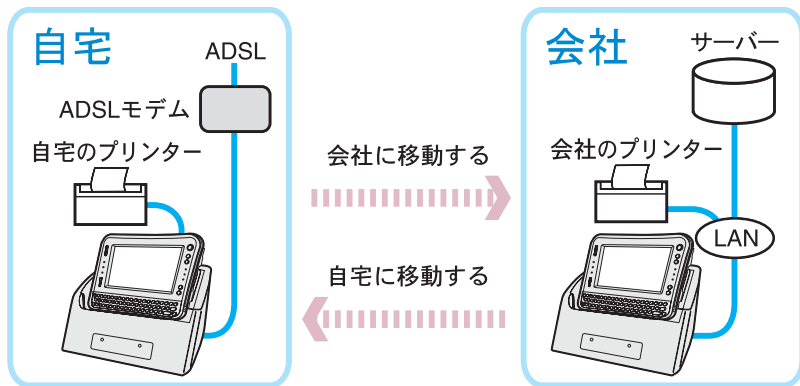 自宅
ADSL
ADSLモデム
自宅のプリンター
会社に移動する
自宅に移動する
会社
サーバー
会社のプリンター
LAN